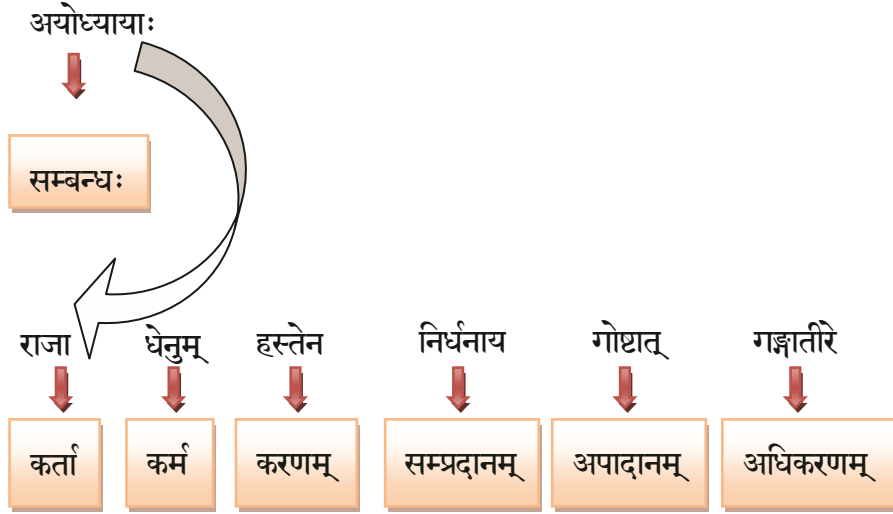 अयोध्यायाः
सम्बन्धः
राजा धेनुम् हस्तेन निर्धनाय गोष्टात् गङ्गातीरे
कर्ता कर्म करणम् सम्प्रदानम् अपादानम् अधिकरणम्